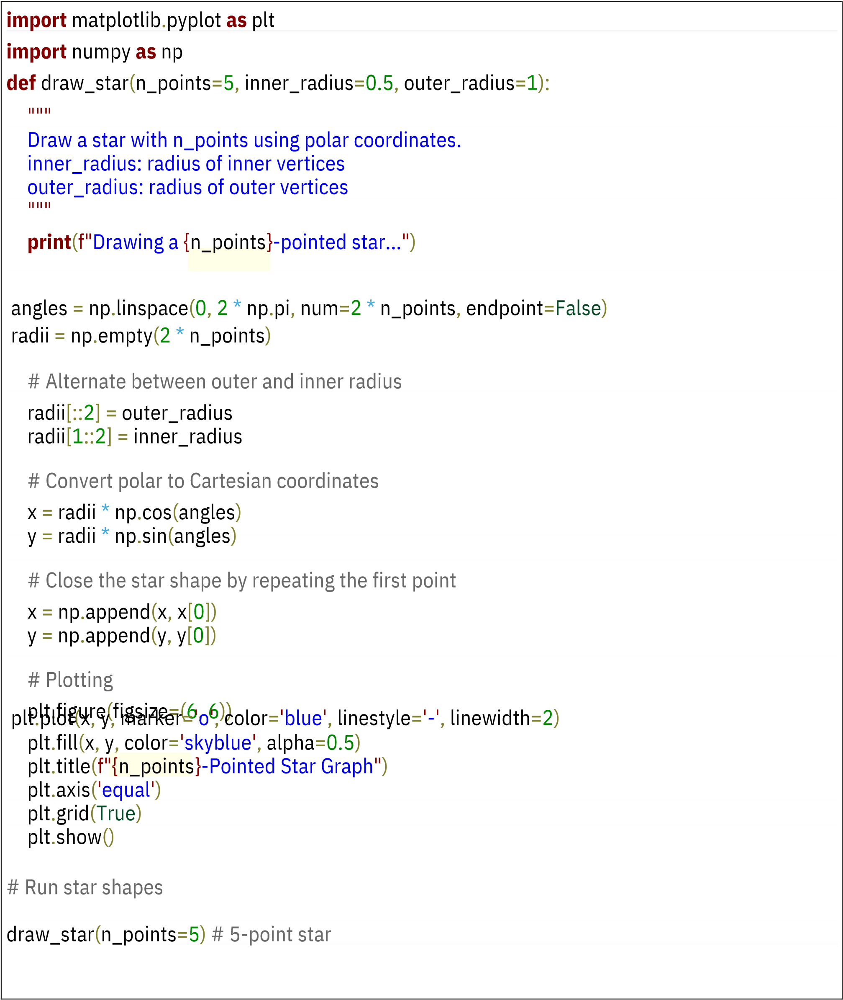 import matplotlib.pyplot as plt
import numpy as np
def draw_star(n_points=5, inner_radius=0.5, outer_radius=1):
    """
    Draw a star with n_points using polar coordinates.
    inner_radius: radius of inner vertices
    outer_radius: radius of outer vertices
    """
    print(f"Drawing a {n_points}-pointed star...")
 angles = np.linspace(0, 2 * np.pi, num=2 * n_points, endpoint=False)
 radii = np.empty(2 * n_points)
    # Alternate between outer and inner radius
    radii[::2] = outer_radius
    radii[1::2] = inner_radius
    # Convert polar to Cartesian coordinates
    x = radii * np.cos(angles)
    y = radii * np.sin(angles)
    # Close the star shape by repeating the first point
    x = np.append(x, x[0])
    y = np.append(y, y[0])
    # Plotting
    plt.figure(figsize=(6, 6))
 plt.plot(x, y, marker='o', color='blue', linestyle='-', linewidth=2)
    plt.fill(x, y, color='skyblue', alpha=0.5)
    plt.title(f"{n_points}-Pointed Star Graph")
    plt.axis('equal')
    plt.grid(True)
    plt.show()
# Run star shapes
draw_star(n_points=5) # 5-point star